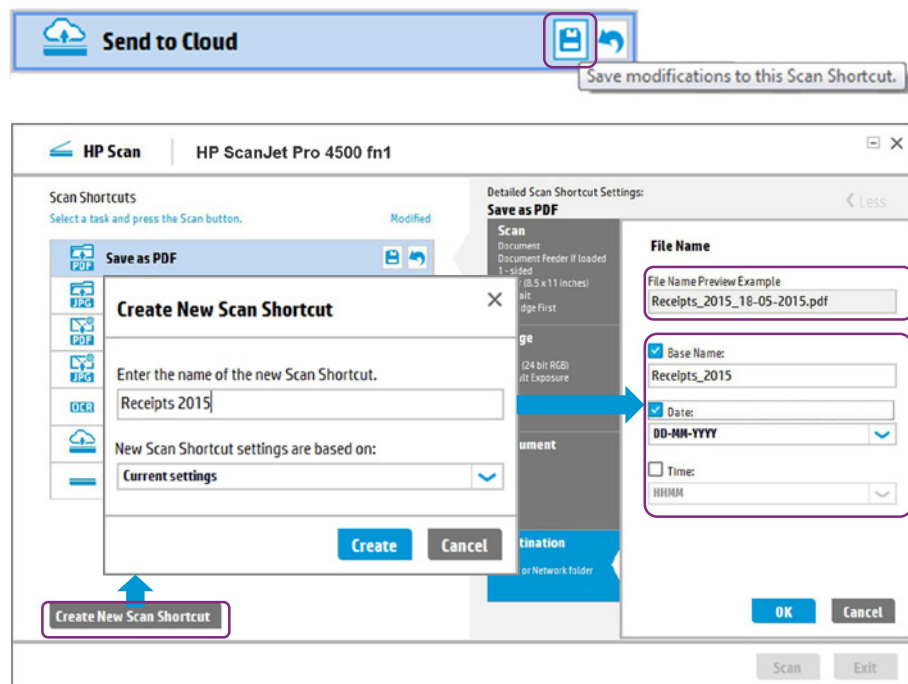 Send to Cloud
Save modifications to this Scan Shortcut.
HP Scan
HP ScanJet Pro 4500 fn1
Scan Shortcuts
Select a task and press the Scan button.
Modified
Save as PDF
PDF
JPG
PDF
JPG
OCR
Create New Scan Shortcut
Enter the name of the new Scan Shortcut.
Receipts 2015
New Scan Shortcut settings are based on:
Current settings
Create
Cancel
Create New Scan Shortcut
Detailed Scan Shortcut Settings:
Save as PDF
Less
Scan
Document
Document Feeder if loaded
1-sided
(8.5 x 11 inches)
ait
dge First
ge
(24 bit RGB)
ult Exposure
ument
tination
or Network folder
File Name
File Name Preview Example
Receipts_2015_18-05-2015.pdf
Base Name:
Receipts_2015
Date:
DD-MM-YYYY
Time:
HHMM
OK
Cancel
Scan
Exit